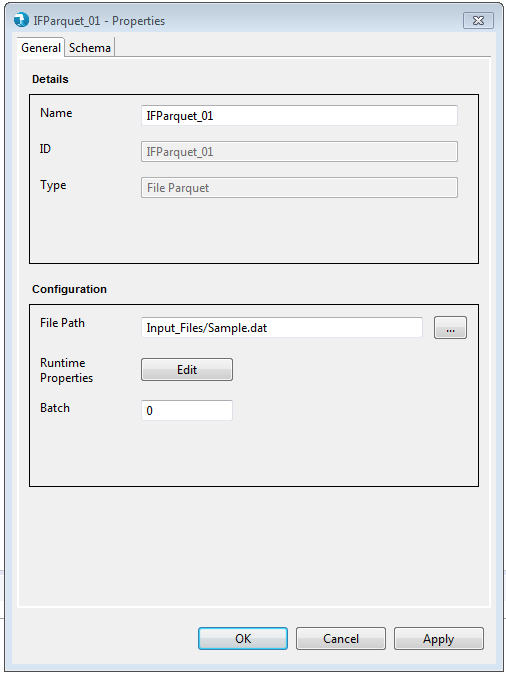 IFParquet_01 - Properties
General Schema
Details
Name IFParquet_01
ID IFParquet_01
Type File Parquet
Configuration
File Path Input_Files/Sample.dat ...
Runtime
Properties Edit
Batch 0
OK Cancel Apply